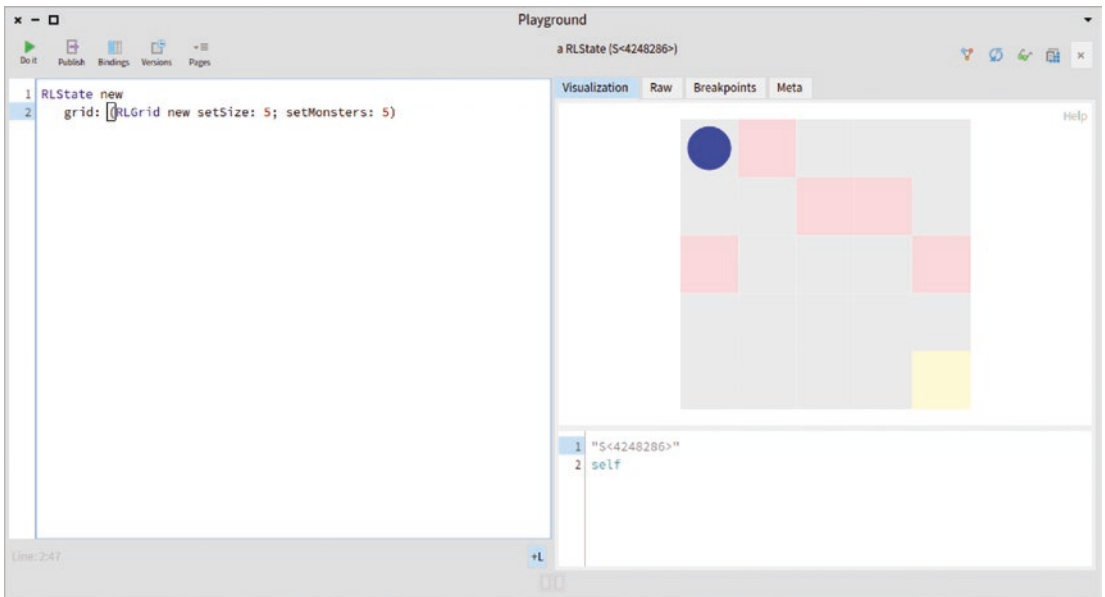 Playground
Do it Publish Bindings Versions Pages
a RLState (S<4248286>)
1 RLState new
2 grid: (RLGrid new setSize: 5; setMonsters: 5)
Visualization Raw Breakpoints Meta
Help
1 "S<4248286>"
2 self
Line: 2:47
+L